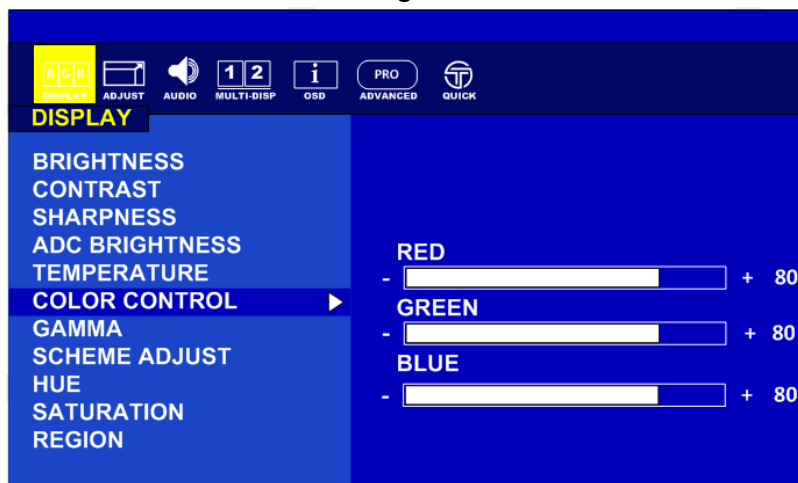 R G B
1 2
i
PRO
DISPLAY ADJUST AUDIO MULTI-DISP OSD ADVANCED QUICK
DISPLAY
BRIGHTNESS
CONTRAST
SHARPNESS
ADC BRIGHTNESS
TEMPERATURE
COLOR CONTROL
GAMMA
SCHEME ADJUST
HUE
SATURATION
REGION
RED
- + 80
GREEN
- + 80
BLUE
- + 80